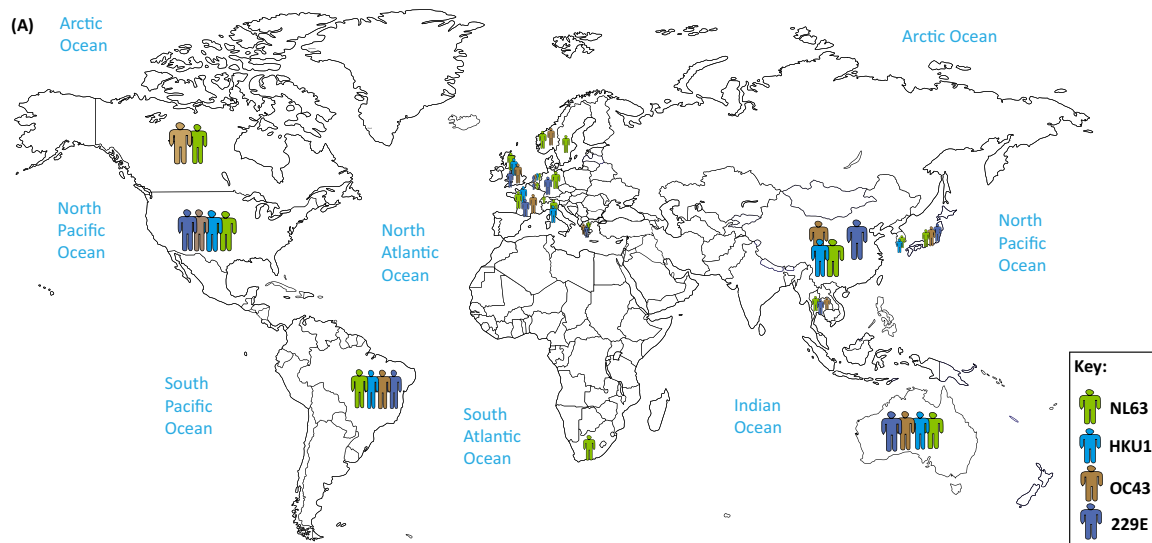 (A)
Arctic
Ocean
Arctic Ocean
North
Pacific
Ocean
North
Atlantic
Ocean
North
Pacific
Ocean
South
Pacific
Ocean
South
Atlantic
Ocean
Indian
Ocean
Key:
NL63
HKU1
OC43
229E